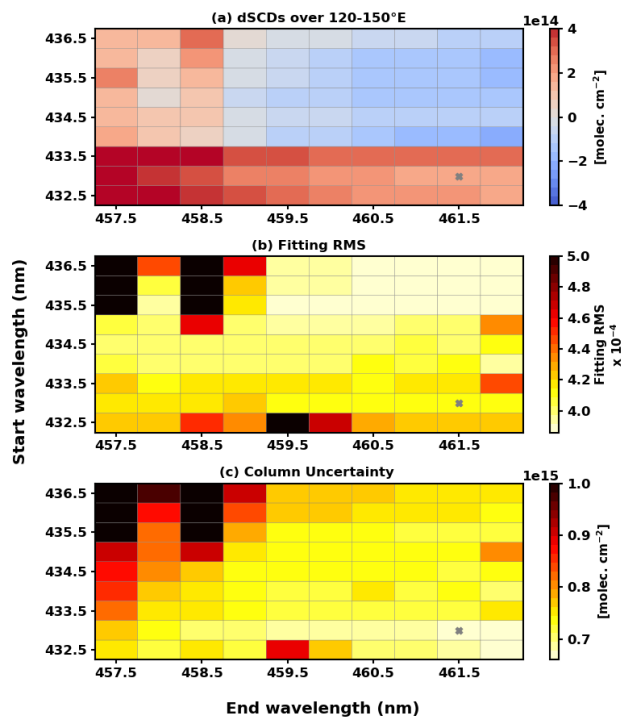 (a) dSCDs over 120-150°E
1e14
436.5
435.5
434.5
433.5
432.5
457.5 458.5 459.5 460.5 461.5
4
2
0
−2
−4
[molec. cm⁻²]
(b) Fitting RMS
436.5
435.5
434.5
433.5
432.5
457.5 458.5 459.5 460.5 461.5
5.0
4.8
4.6
4.4
4.2
4.0
Fitting RMS
x 10⁻⁴
Start wavelength (nm)
(c) Column Uncertainty
1e15
436.5
435.5
434.5
433.5
432.5
457.5 458.5 459.5 460.5 461.5
1.0
0.9
0.8
0.7
[molec. cm⁻²]
End wavelength (nm)